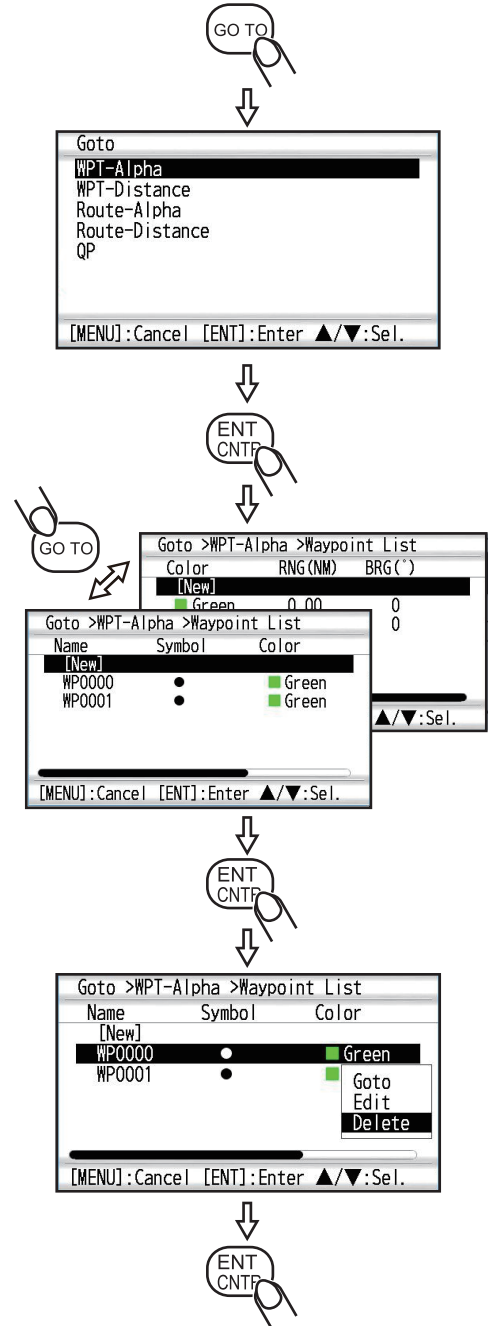 GO TO
Goto
WPT-Alpha
WPT-Distance
Route-Alpha
Route-Distance
QP
[MENU]:Cancel [ENT]:Enter ▲/▼:Sel.
ENT
CNTR
GO TO
Goto >WPT-Alpha >Waypoint List
Color RNG(NM) BRG(°)
[New]
Green 0.00 0
0
▲/▼:Sel.
Goto >WPT-Alpha >Waypoint List
Name Symbol Color
[New]
WP0000 ● Green
WP0001 ● Green
[MENU]:Cancel [ENT]:Enter ▲/▼:Sel.
ENT
CNTR
Goto >WPT-Alpha >Waypoint List
Name Symbol Color
[New]
WP0000 ● Green
WP0001 ●
Goto
Edit
Delete
[MENU]:Cancel [ENT]:Enter ▲/▼:Sel.
ENT
CNTR